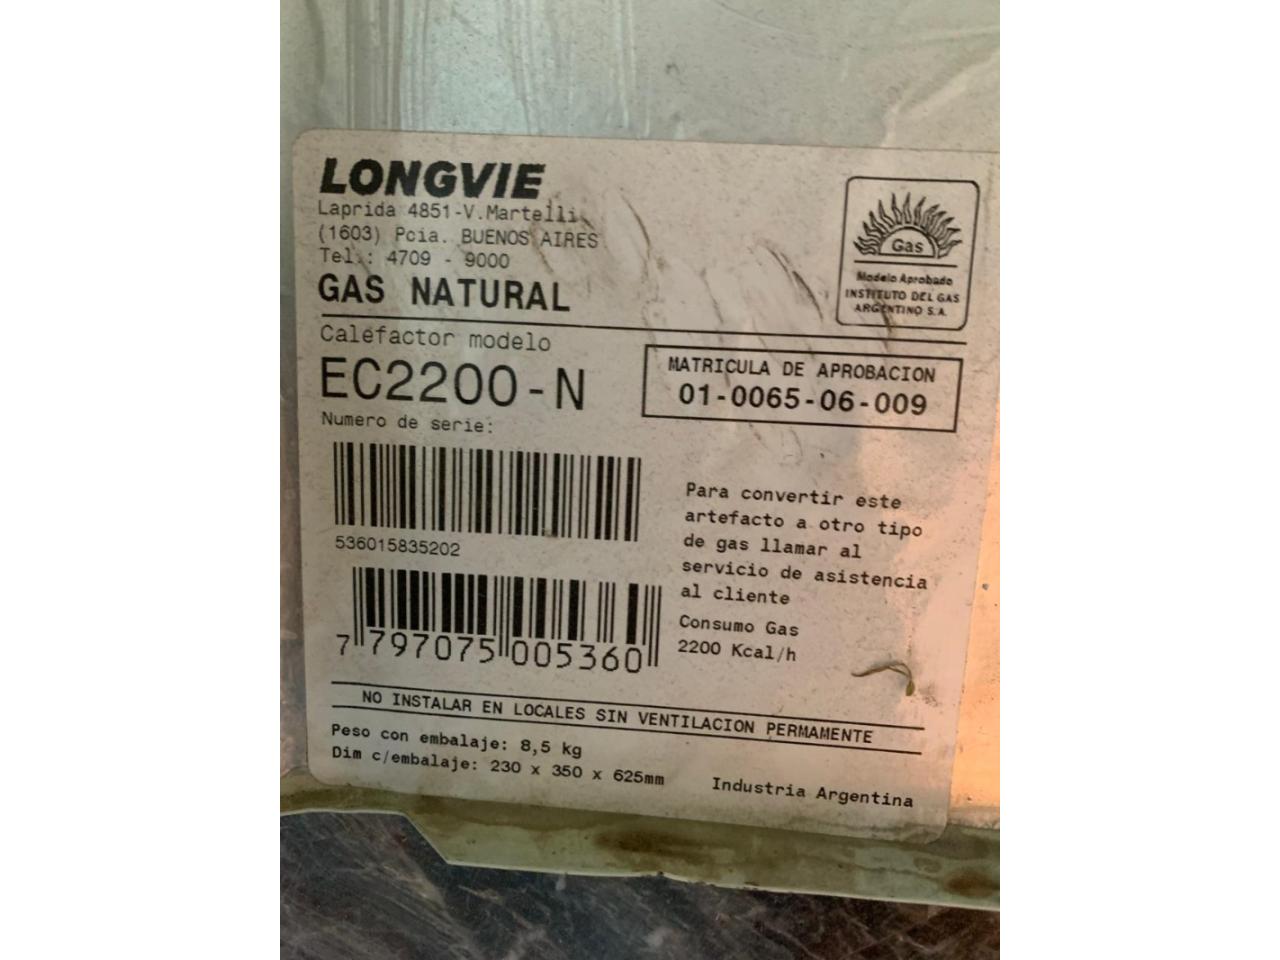 LONGVIE
Laprida 4851-V.Martelli
(1603) Pcia. BUENOS AIRES
Tel.: 4709 - 9000
GAS NATURAL
Gas
Modelo Aprobado
INSTITUTO DEL GAS
ARGENTINO S.A.
Calefactor modelo
EC2200-N
MATRICULA DE APROBACION
01-0065-06-009
Numero de serie:
536015835202
7 797075 005360
Para convertir este
artefacto a otro tipo
de gas llamar al
servicio de asistencia
al cliente
Consumo Gas
2200 Kcal/h
NO INSTALAR EN LOCALES SIN VENTILACION PERMAMENTE
Peso con embalaje: 8,5 kg
Dim c/embalaje: 230 x 350 x 625mm
Industria Argentina